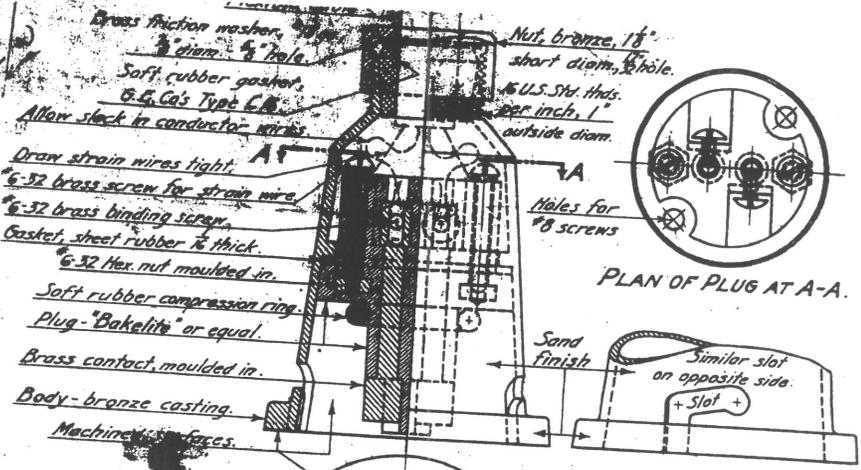 Brass friction washer,
diam. 5/8" hole.
Soft rubber gasket,
G.E. Co's Type
Allow slack in conductor wires.
Draw strain wires tight,
#6-32 brass screw for strain wire,
#6-32 brass binding screw,
Gasket, sheet rubber 1/16 thick.
#6-32 Hex. nut moulded in.
Soft rubber compression ring.
Plug - "Bakelite" or equal.
Brass contact, moulded in.
Body - bronze casting.
Machined surfaces.
Nut, bronze, 1 1/8"
short diam., hole.
16 U.S. Std. thds.
per inch, 1"
outside diam.
A
A
Holes for
#8 screws
PLAN OF PLUG AT A-A.
Sand
finish
Similar slot
on opposite side.
Slot